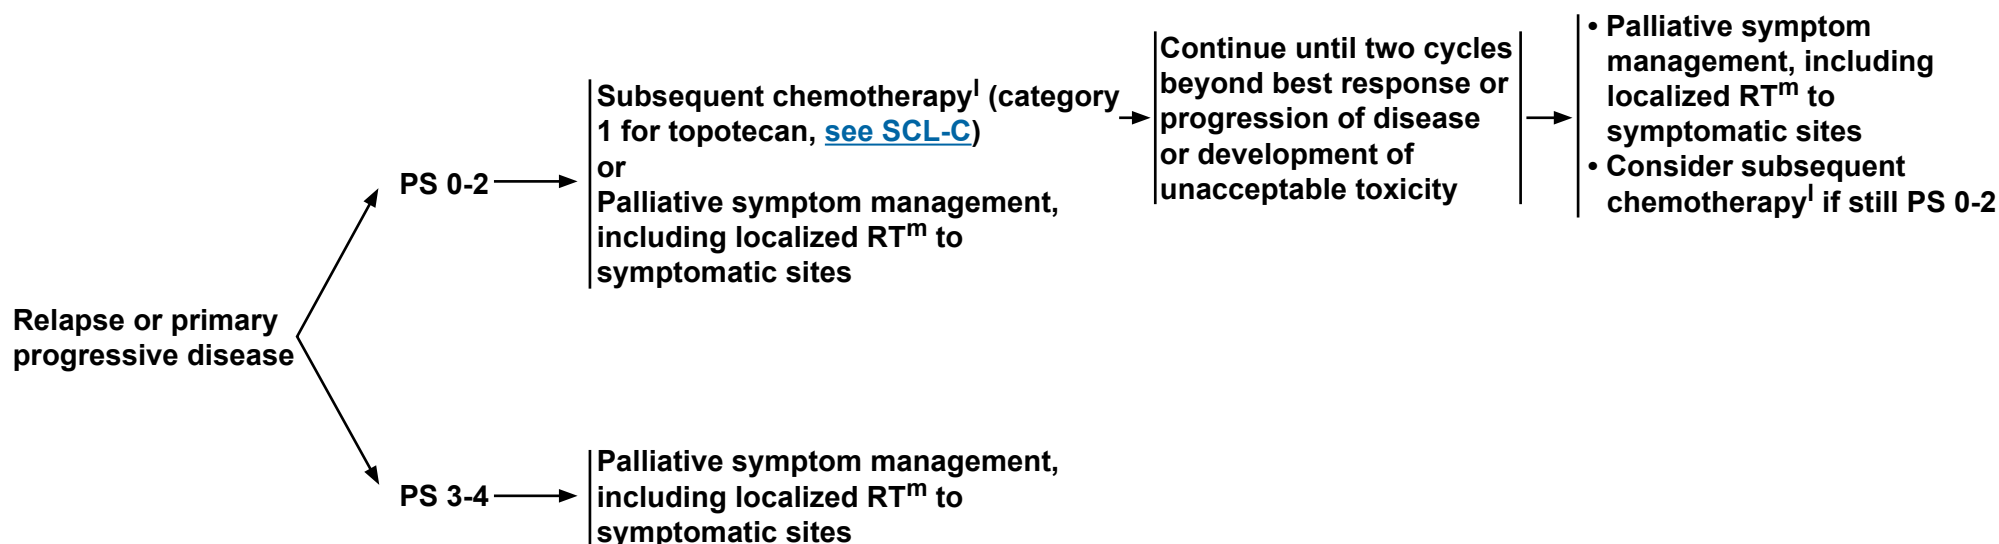 Relapse or primary
progressive disease
PS 0-2
Subsequent chemotherapyˡ (category
1 for topotecan, see SCL-C)
or
Palliative symptom management,
including localized RTᵐ to
symptomatic sites
Continue until two cycles
beyond best response or
progression of disease
or development of
unacceptable toxicity
• Palliative symptom
management, including
localized RTᵐ to
symptomatic sites
• Consider subsequent
chemotherapyˡ if still PS 0-2
PS 3-4
Palliative symptom management,
including localized RTᵐ to
symptomatic sites